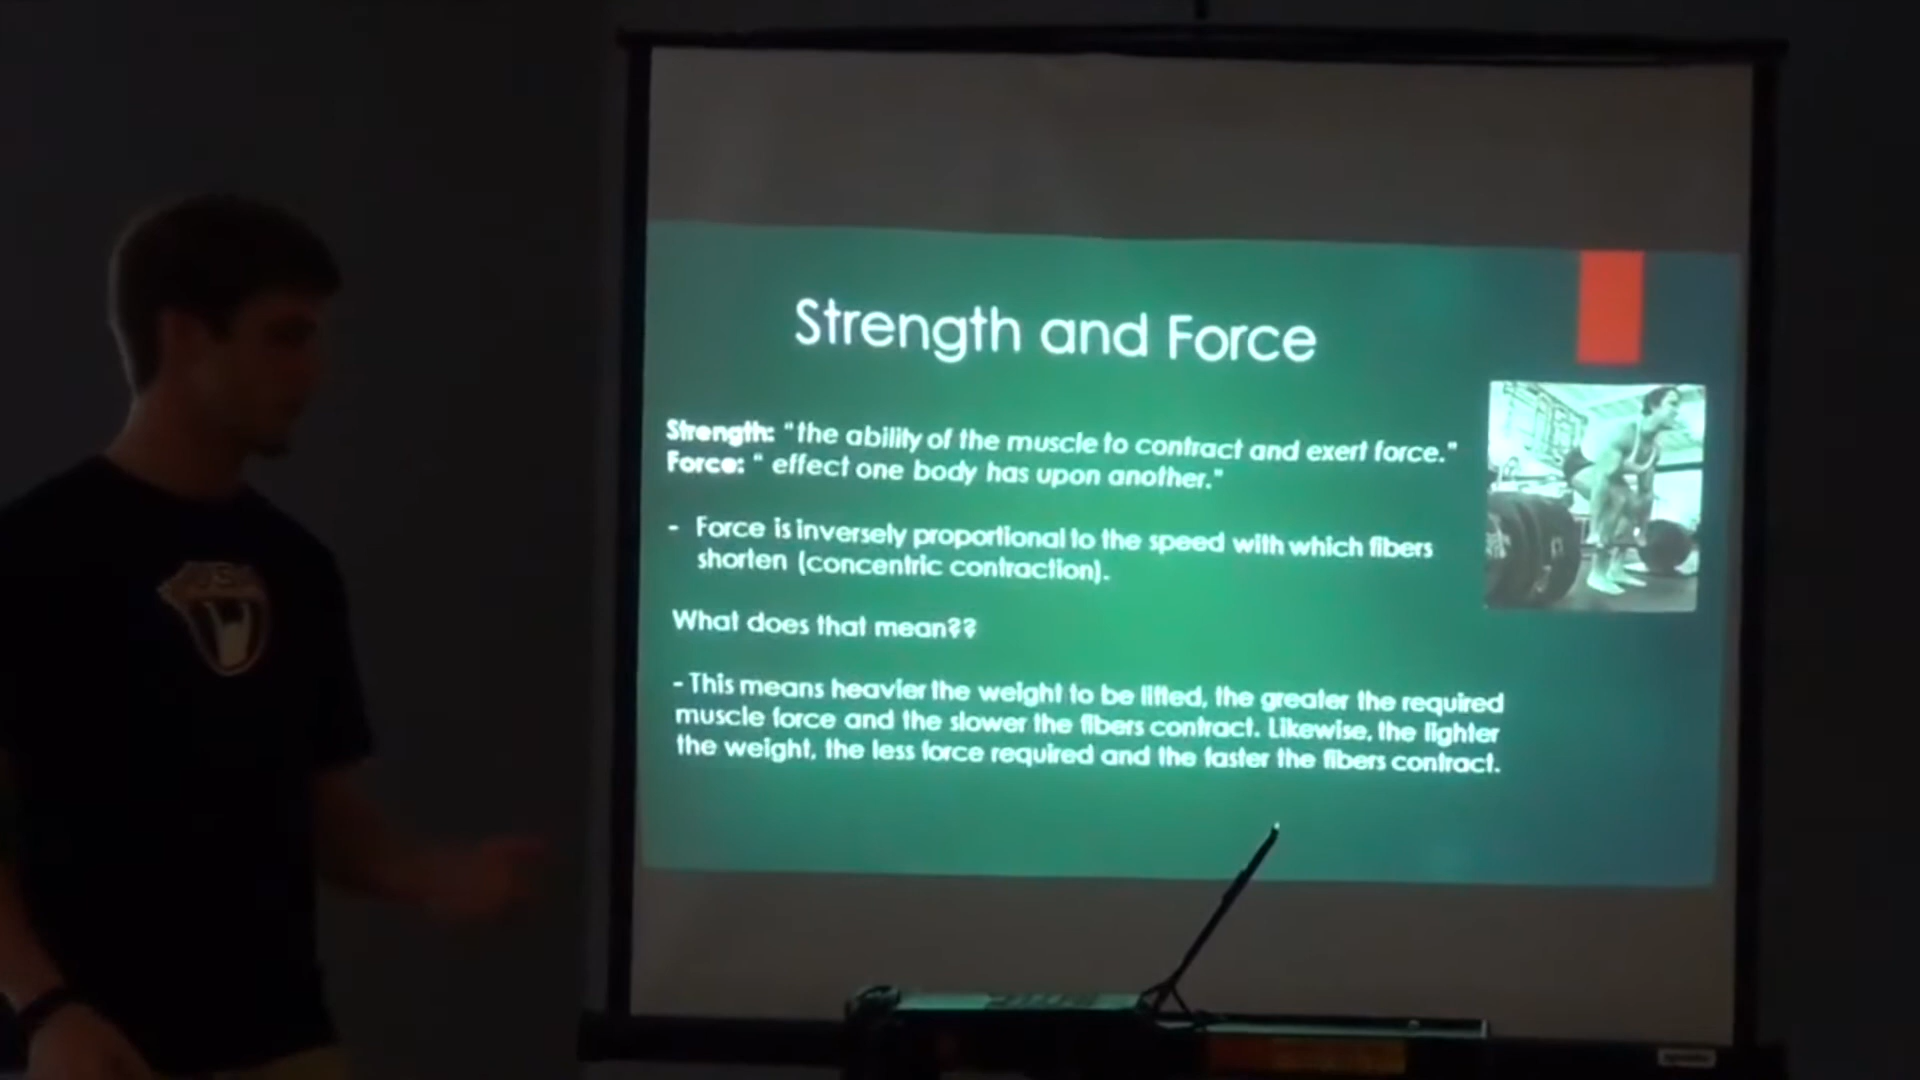 Strength and Force
Strength: "the ability of the muscle to contract and exert force."
Force: " effect one body has upon another."
- Force is inversely proportional to the speed with which fibers
shorten (concentric contraction).
What does that mean??
- This means heavier the weight to be lifted, the greater the required
muscle force and the slower the fibers contract. Likewise, the lighter
the weight, the less force required and the faster the fibers contract.